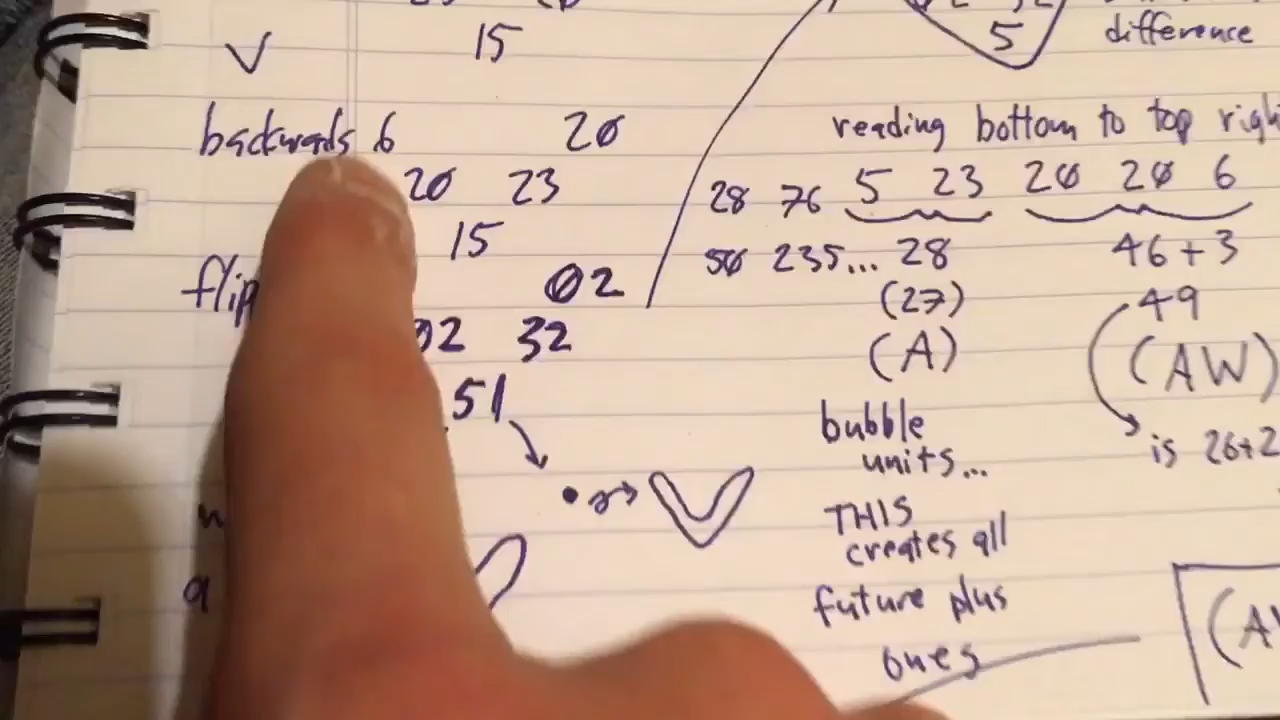 15
V
backwads 6 20
20 23
15
flip 02
02 32
51
5
difference
reading bottom to top righ
28 76 5 23 20 20 6
50 235... 28 46+3
(27) 49
(A) (AW)
is 26+2
bubble
units...
THIS
creates all
future plus
ones
(A